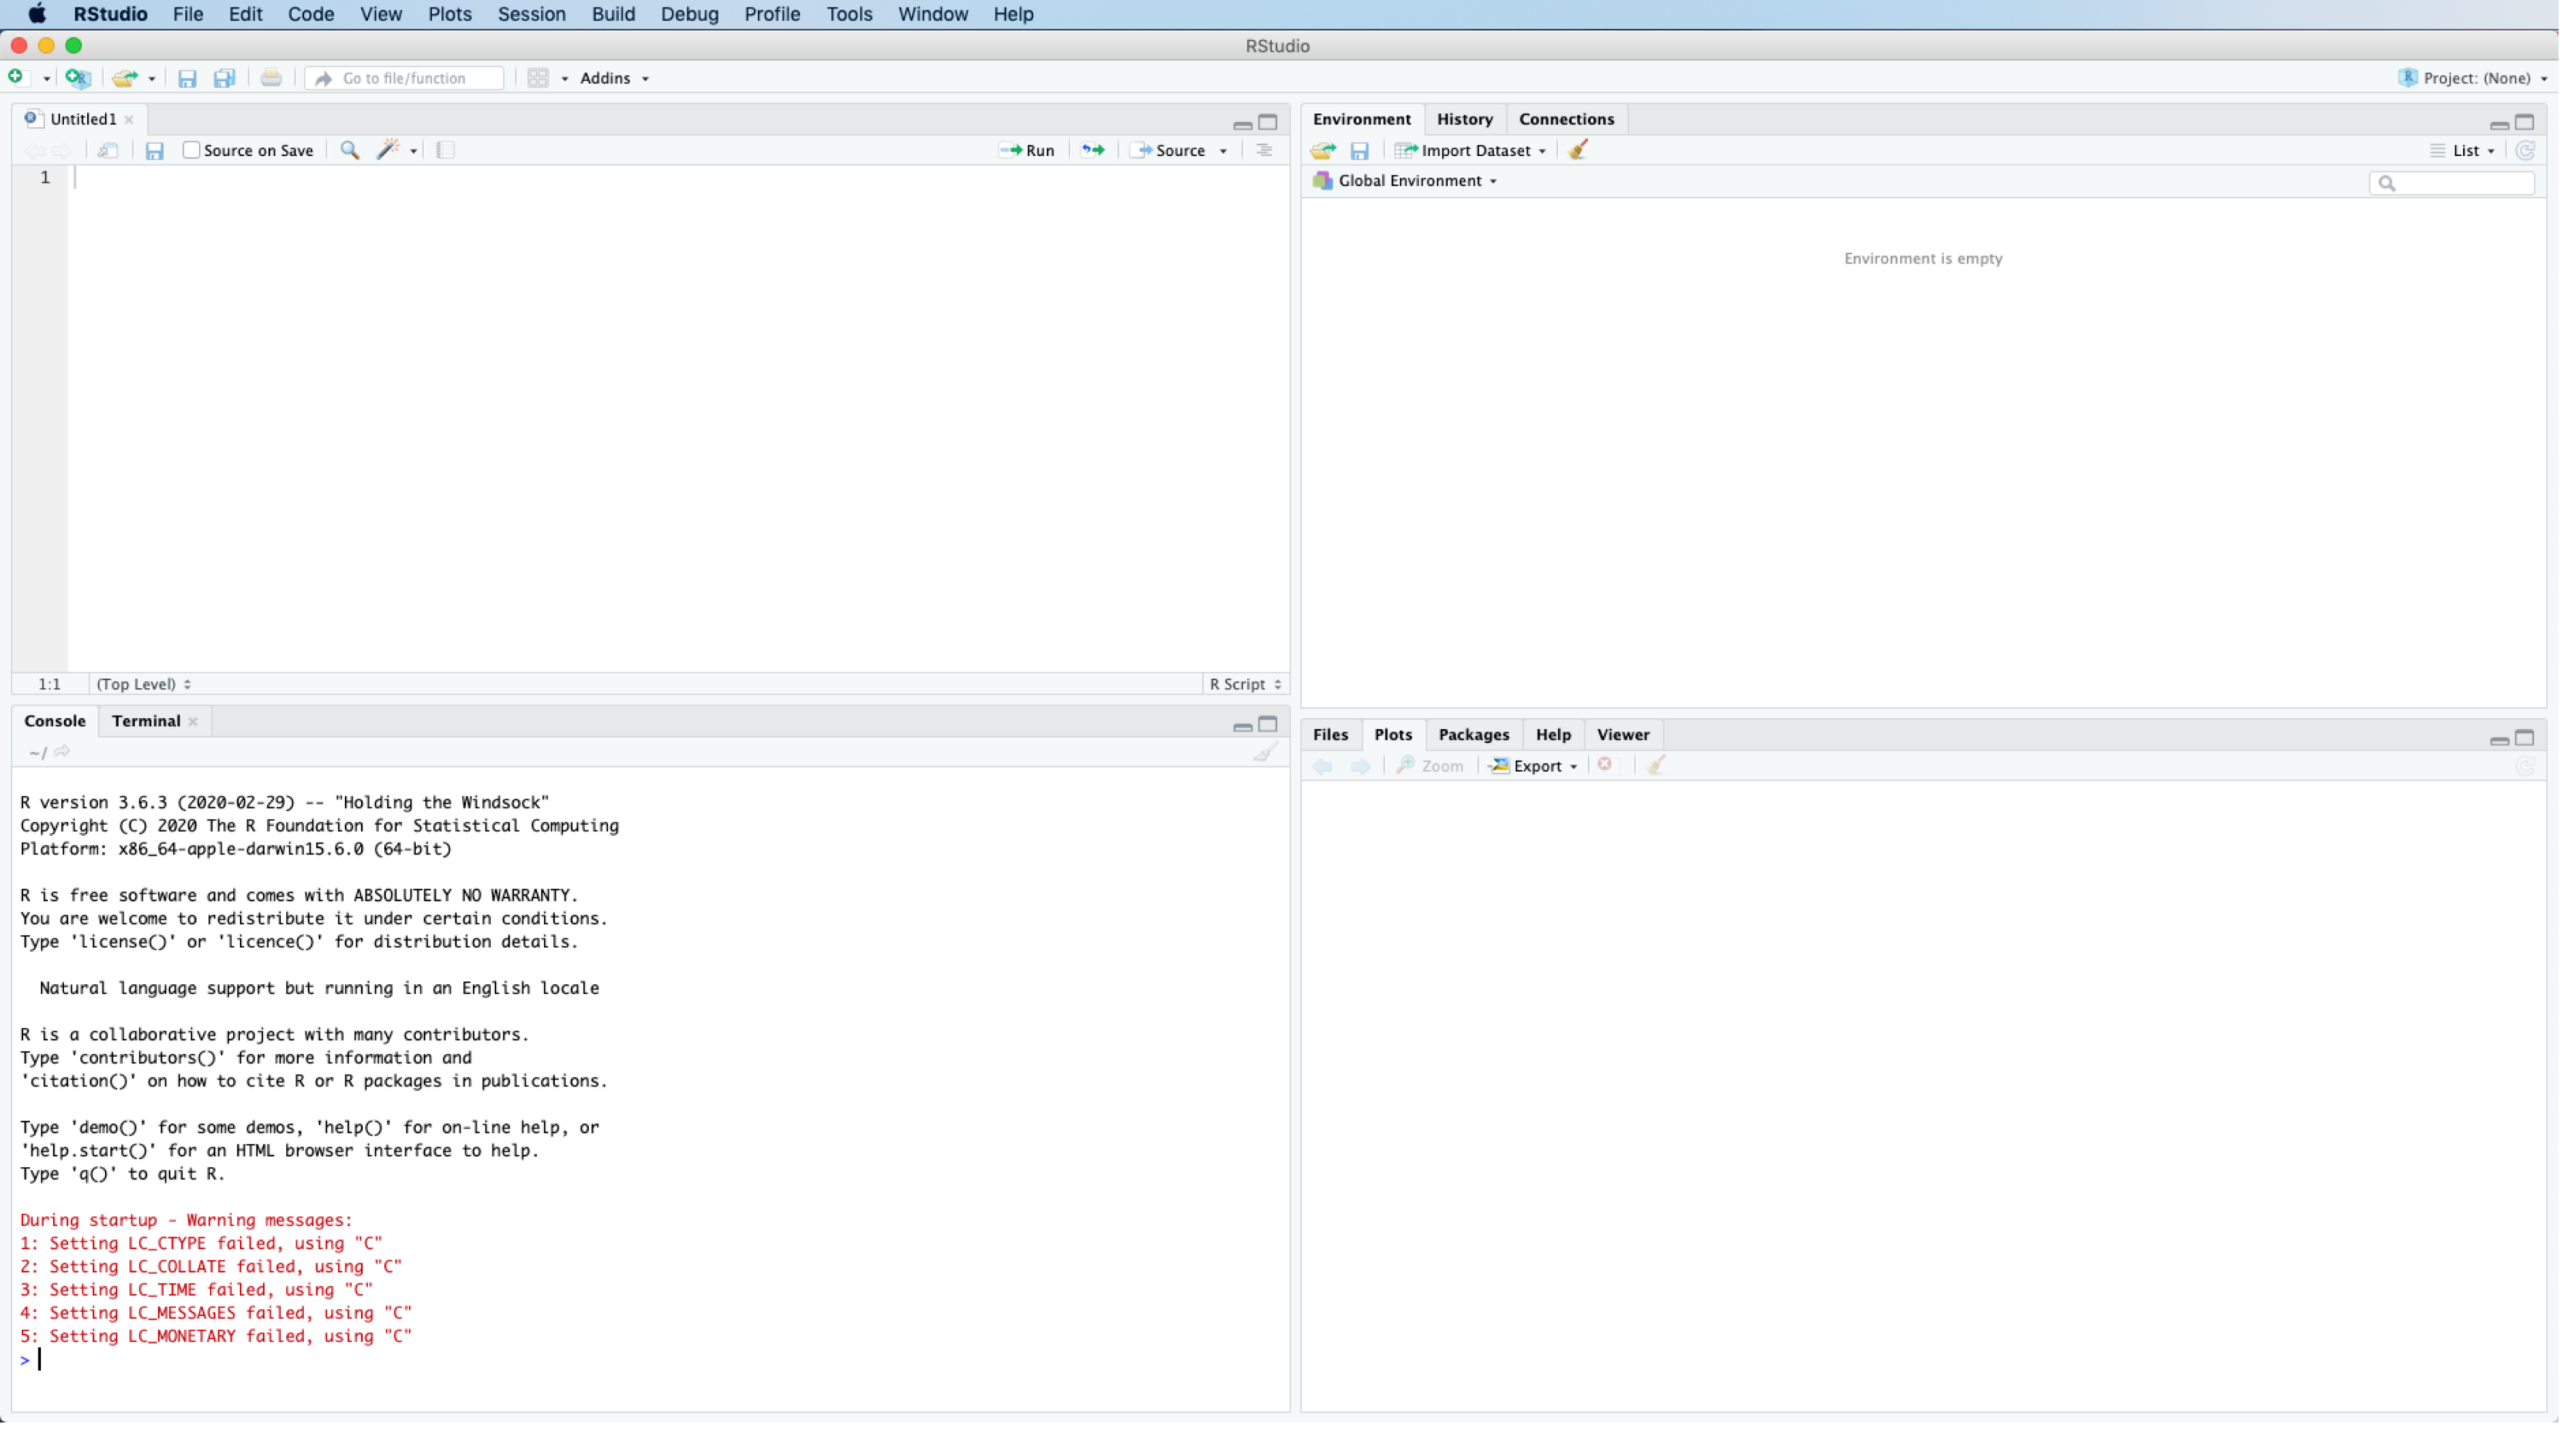 RStudio File Edit Code View Plots Session Build Debug Profile Tools Window Help
RStudio
Go to file/function Addins Project: (None)
Untitled1
Source on Save Run Source
1
1:1 (Top Level) R Script
Environment History Connections
Import Dataset List
Global Environment
Environment is empty
Console Terminal
~/
R version 3.6.3 (2020-02-29) -- "Holding the Windsock"
Copyright (C) 2020 The R Foundation for Statistical Computing
Platform: x86_64-apple-darwin15.6.0 (64-bit)
R is free software and comes with ABSOLUTELY NO WARRANTY.
You are welcome to redistribute it under certain conditions.
Type 'license()' or 'licence()' for distribution details.
Natural language support but running in an English locale
R is a collaborative project with many contributors.
Type 'contributors()' for more information and
'citation()' on how to cite R or R packages in publications.
Type 'demo()' for some demos, 'help()' for on-line help, or
'help.start()' for an HTML browser interface to help.
Type 'q()' to quit R.
During startup - Warning messages:
1: Setting LC_CTYPE failed, using "C"
2: Setting LC_COLLATE failed, using "C"
3: Setting LC_TIME failed, using "C"
4: Setting LC_MESSAGES failed, using "C"
5: Setting LC_MONETARY failed, using "C"
>
Files Plots Packages Help Viewer
Zoom Export